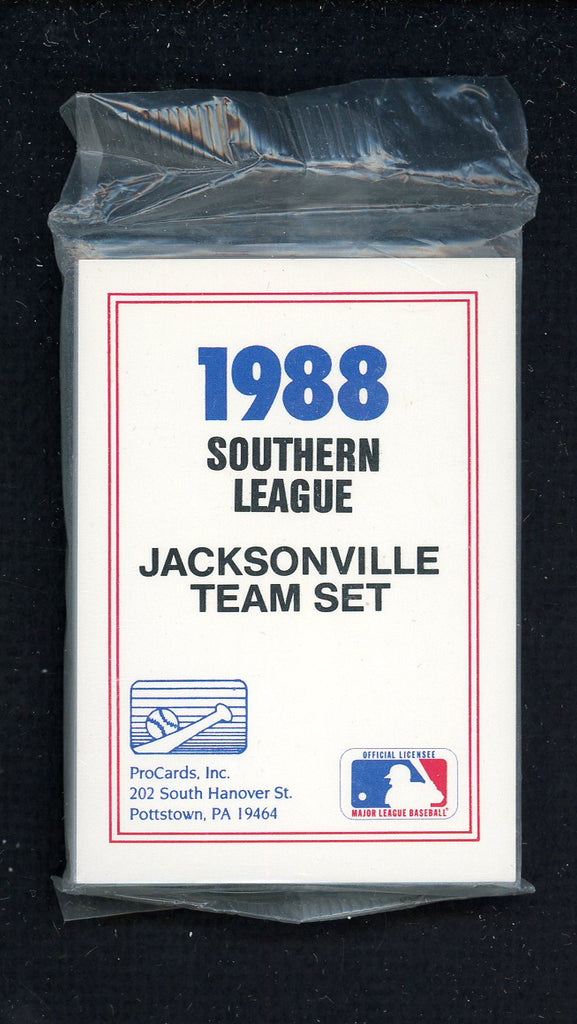 1988
SOUTHERN
LEAGUE
JACKSONVILLE
TEAM SET
ProCards, Inc.
202 South Hanover St.
Pottstown, PA 19464
OFFICIAL LICENSEE
MAJOR LEAGUE BASEBALL®